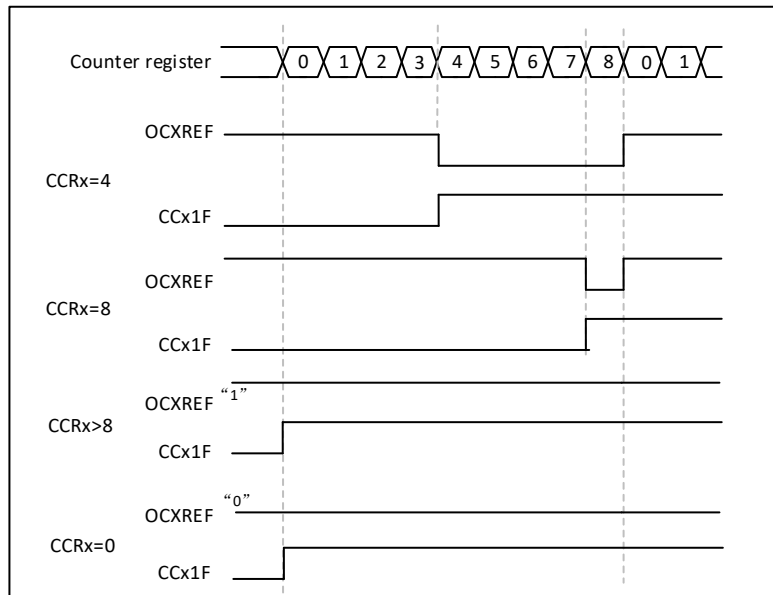 Counter register 0 1 2 3 4 5 6 7 8 0 1
OCXREF
CCRx=4
CCx1F
OCXREF
CCRx=8
CCx1F
OCXREF “1”
CCRx>8
CCx1F
OCXREF “0”
CCRx=0
CCx1F